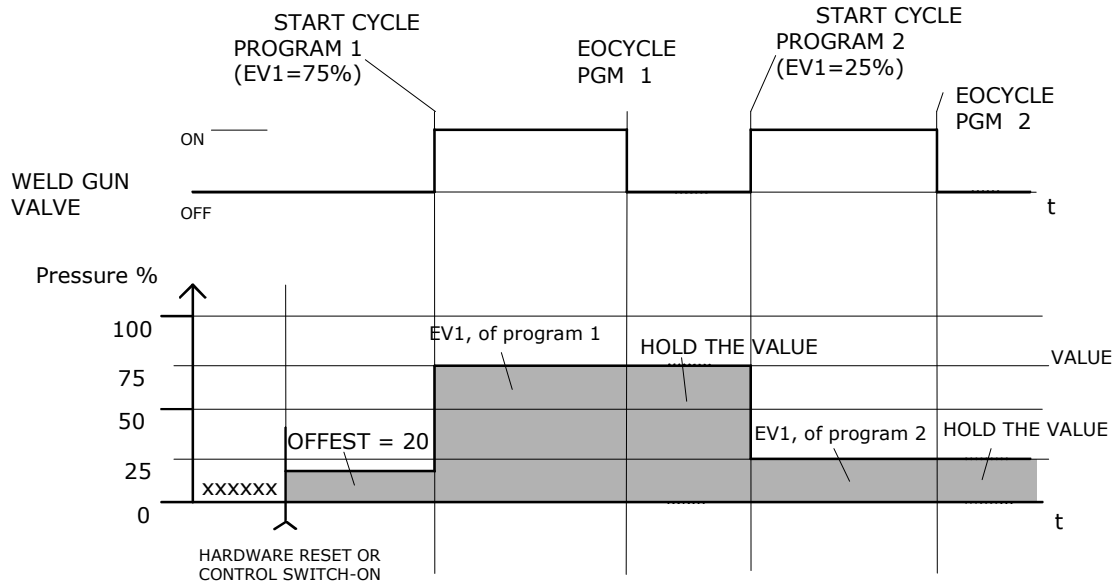 START CYCLE
PROGRAM 1
(EV1=75%)
EOCYCLE
PGM 1
START CYCLE
PROGRAM 2
(EV1=25%)
EOCYCLE
PGM 2
ON
WELD GUN
VALVE
OFF
t
Pressure %
100
EV1, of program 1
HOLD THE VALUE
VALUE
75
50
OFFEST = 20
EV1, of program 2
HOLD THE VALUE
25
xxxxxx
0
t
HARDWARE RESET OR
CONTROL SWITCH-ON